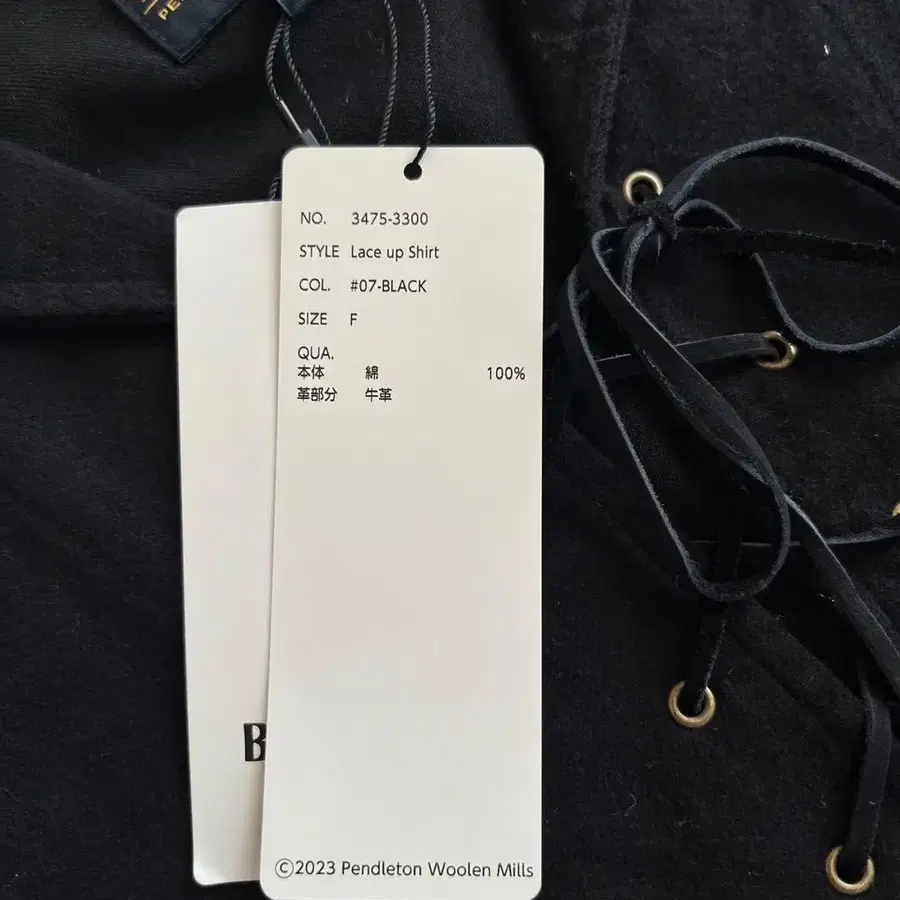 PE
NO. 3475-3300
STYLE Lace up Shirt
COL. #07-BLACK
SIZE F
QUA.
本体 綿 100%
革部分 牛革
B
©2023 Pendleton Woolen Mills